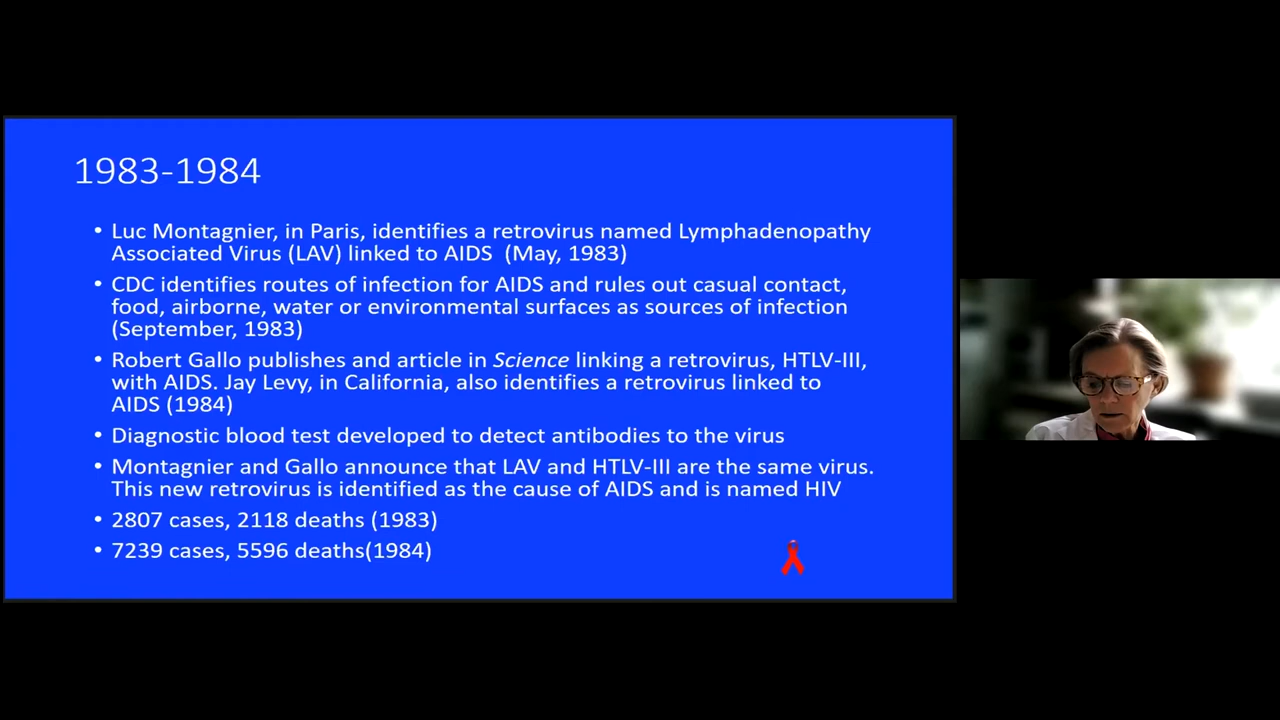 1983-1984
• Luc Montagnier, in Paris, identifies a retrovirus named Lymphadenopathy
Associated Virus (LAV) linked to AIDS (May, 1983)
• CDC identifies routes of infection for AIDS and rules out casual contact,
food, airborne, water or environmental surfaces as sources of infection
(September, 1983)
• Robert Gallo publishes and article in Science linking a retrovirus, HTLV-III,
with AIDS. Jay Levy, in California, also identifies a retrovirus linked to
AIDS (1984)
• Diagnostic blood test developed to detect antibodies to the virus
• Montagnier and Gallo announce that LAV and HTLV-III are the same virus.
This new retrovirus is identified as the cause of AIDS and is named HIV
• 2807 cases, 2118 deaths (1983)
• 7239 cases, 5596 deaths(1984)